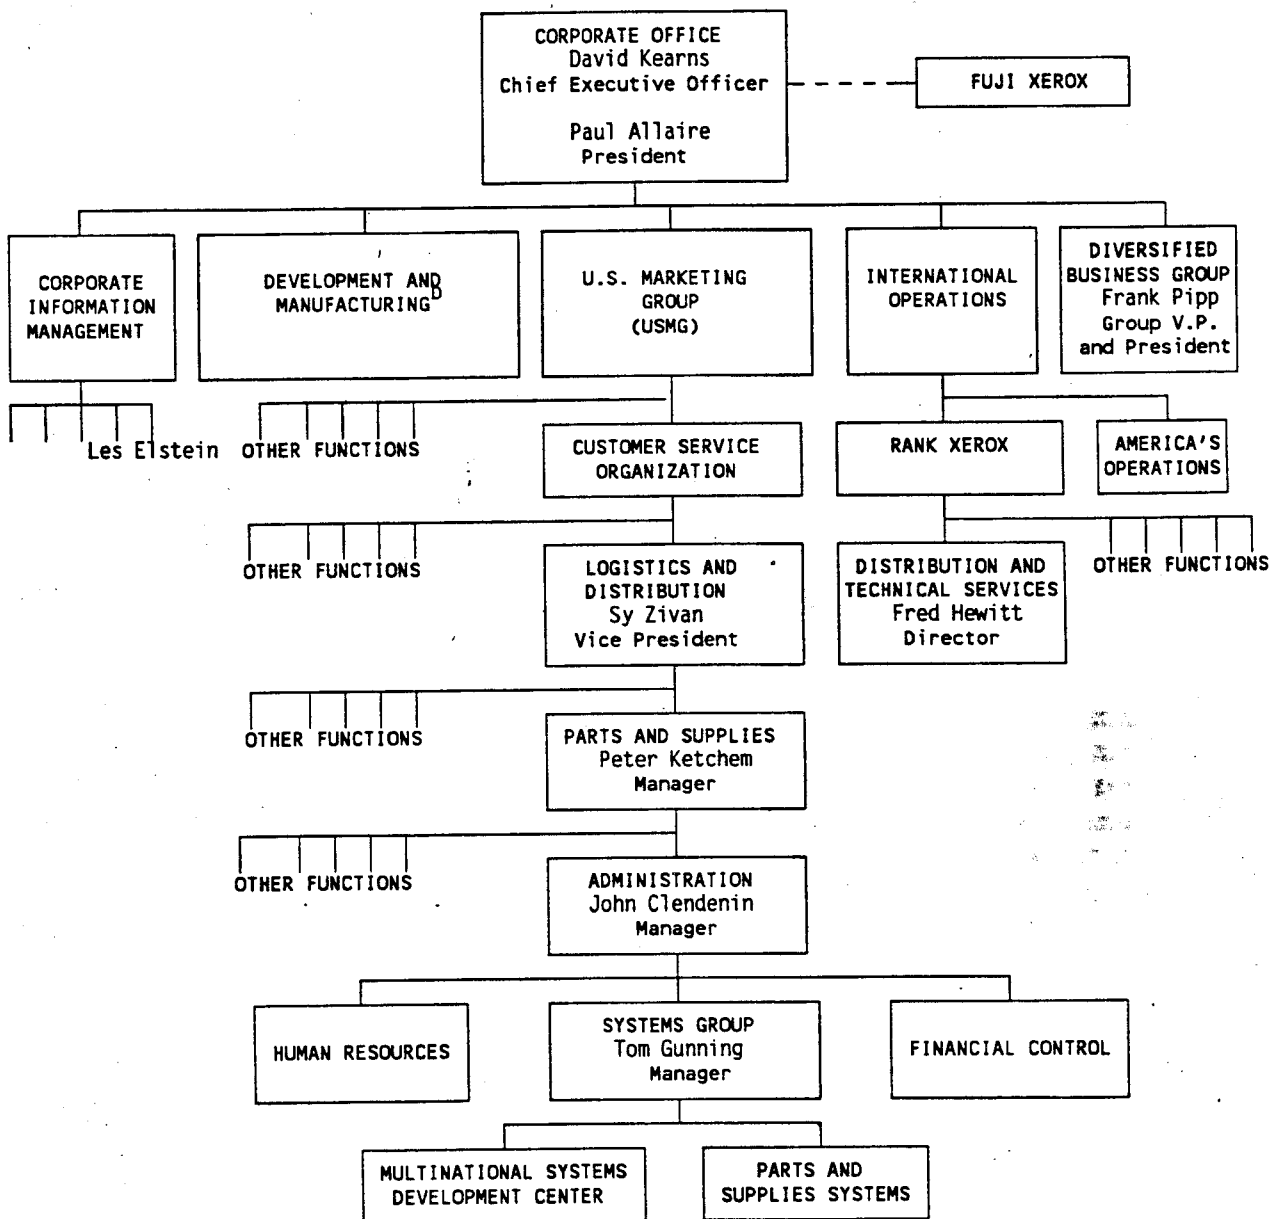 CORPORATE OFFICE
David Kearns
Chief Executive Officer
Paul Allaire
President
FUJI XEROX
CORPORATE
INFORMATION
MANAGEMENT
DEVELOPMENT AND
MANUFACTURING D
U.S. MARKETING
GROUP
(USMG)
INTERNATIONAL
OPERATIONS
DIVERSIFIED
BUSINESS GROUP
Frank Pipp
Group V.P.
and President
Les Elstein
OTHER FUNCTIONS
CUSTOMER SERVICE
ORGANIZATION
RANK XEROX
AMERICA'S
OPERATIONS
OTHER FUNCTIONS
LOGISTICS AND
DISTRIBUTION
Sy Zivan
Vice President
DISTRIBUTION AND
TECHNICAL SERVICES
Fred Hewitt
Director
OTHER FUNCTIONS
OTHER FUNCTIONS
PARTS AND SUPPLIES
Peter Ketchem
Manager
OTHER FUNCTIONS
ADMINISTRATION
John Clendenin
Manager
HUMAN RESOURCES
SYSTEMS GROUP
Tom Gunning
Manager
FINANCIAL CONTROL
MULTINATIONAL SYSTEMS
DEVELOPMENT CENTER
PARTS AND
SUPPLIES SYSTEMS